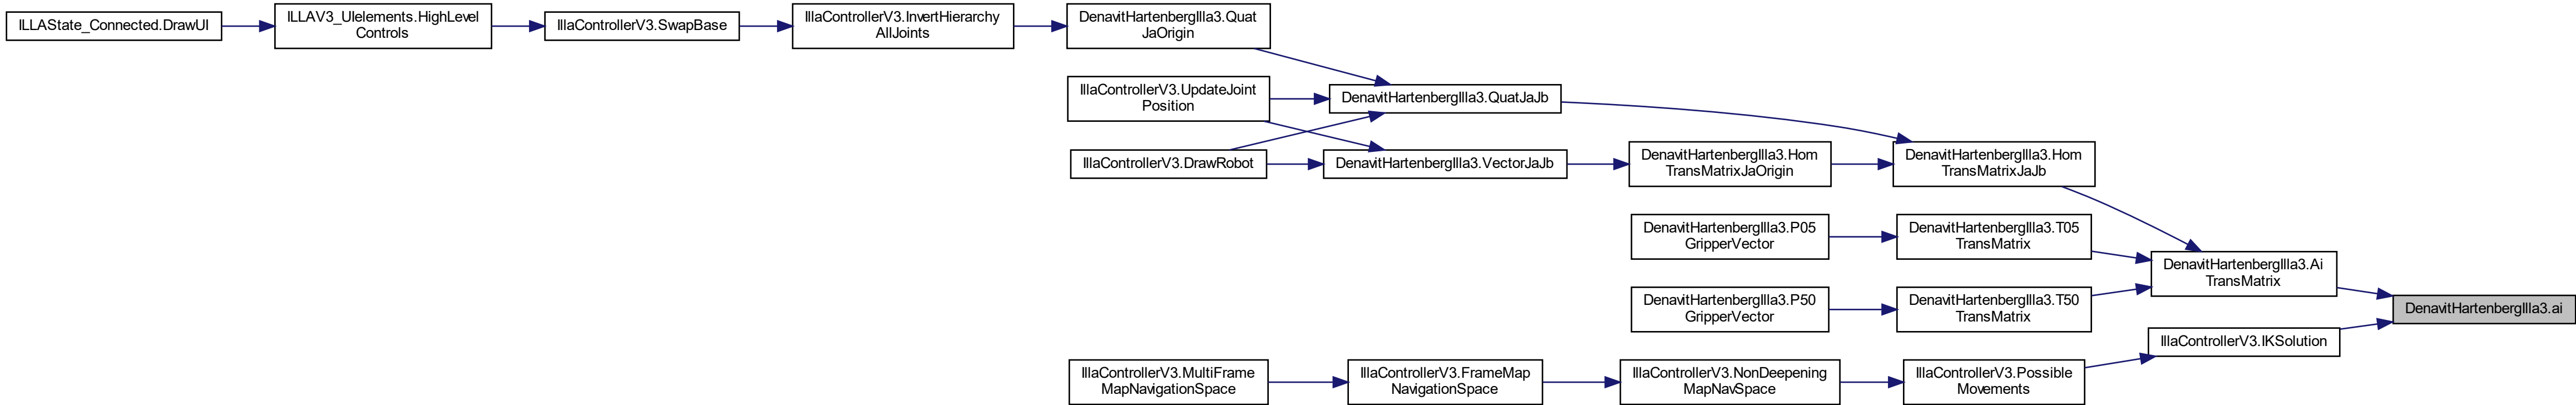 ILLAState_Connected.DrawUI
ILLAV3_UIelements.HighLevel
Controls
IllaControllerV3.SwapBase
IllaControllerV3.InvertHierarchy
AllJoints
DenavitHartenbergIlla3.Quat
JaOrigin
IllaControllerV3.UpdateJoint
Position
DenavitHartenbergIlla3.QuatJaJb
IllaControllerV3.DrawRobot
DenavitHartenbergIlla3.VectorJaJb
DenavitHartenbergIlla3.Hom
TransMatrixJaOrigin
DenavitHartenbergIlla3.Hom
TransMatrixJaJb
DenavitHartenbergIlla3.P05
GripperVector
DenavitHartenbergIlla3.T05
TransMatrix
DenavitHartenbergIlla3.Ai
TransMatrix
DenavitHartenbergIlla3.P50
GripperVector
DenavitHartenbergIlla3.T50
TransMatrix
DenavitHartenbergIlla3.ai
IllaControllerV3.IKSolution
IllaControllerV3.MultiFrame
MapNavigationSpace
IllaControllerV3.FrameMap
NavigationSpace
IllaControllerV3.NonDeepening
MapNavSpace
IllaControllerV3.Possible
Movements